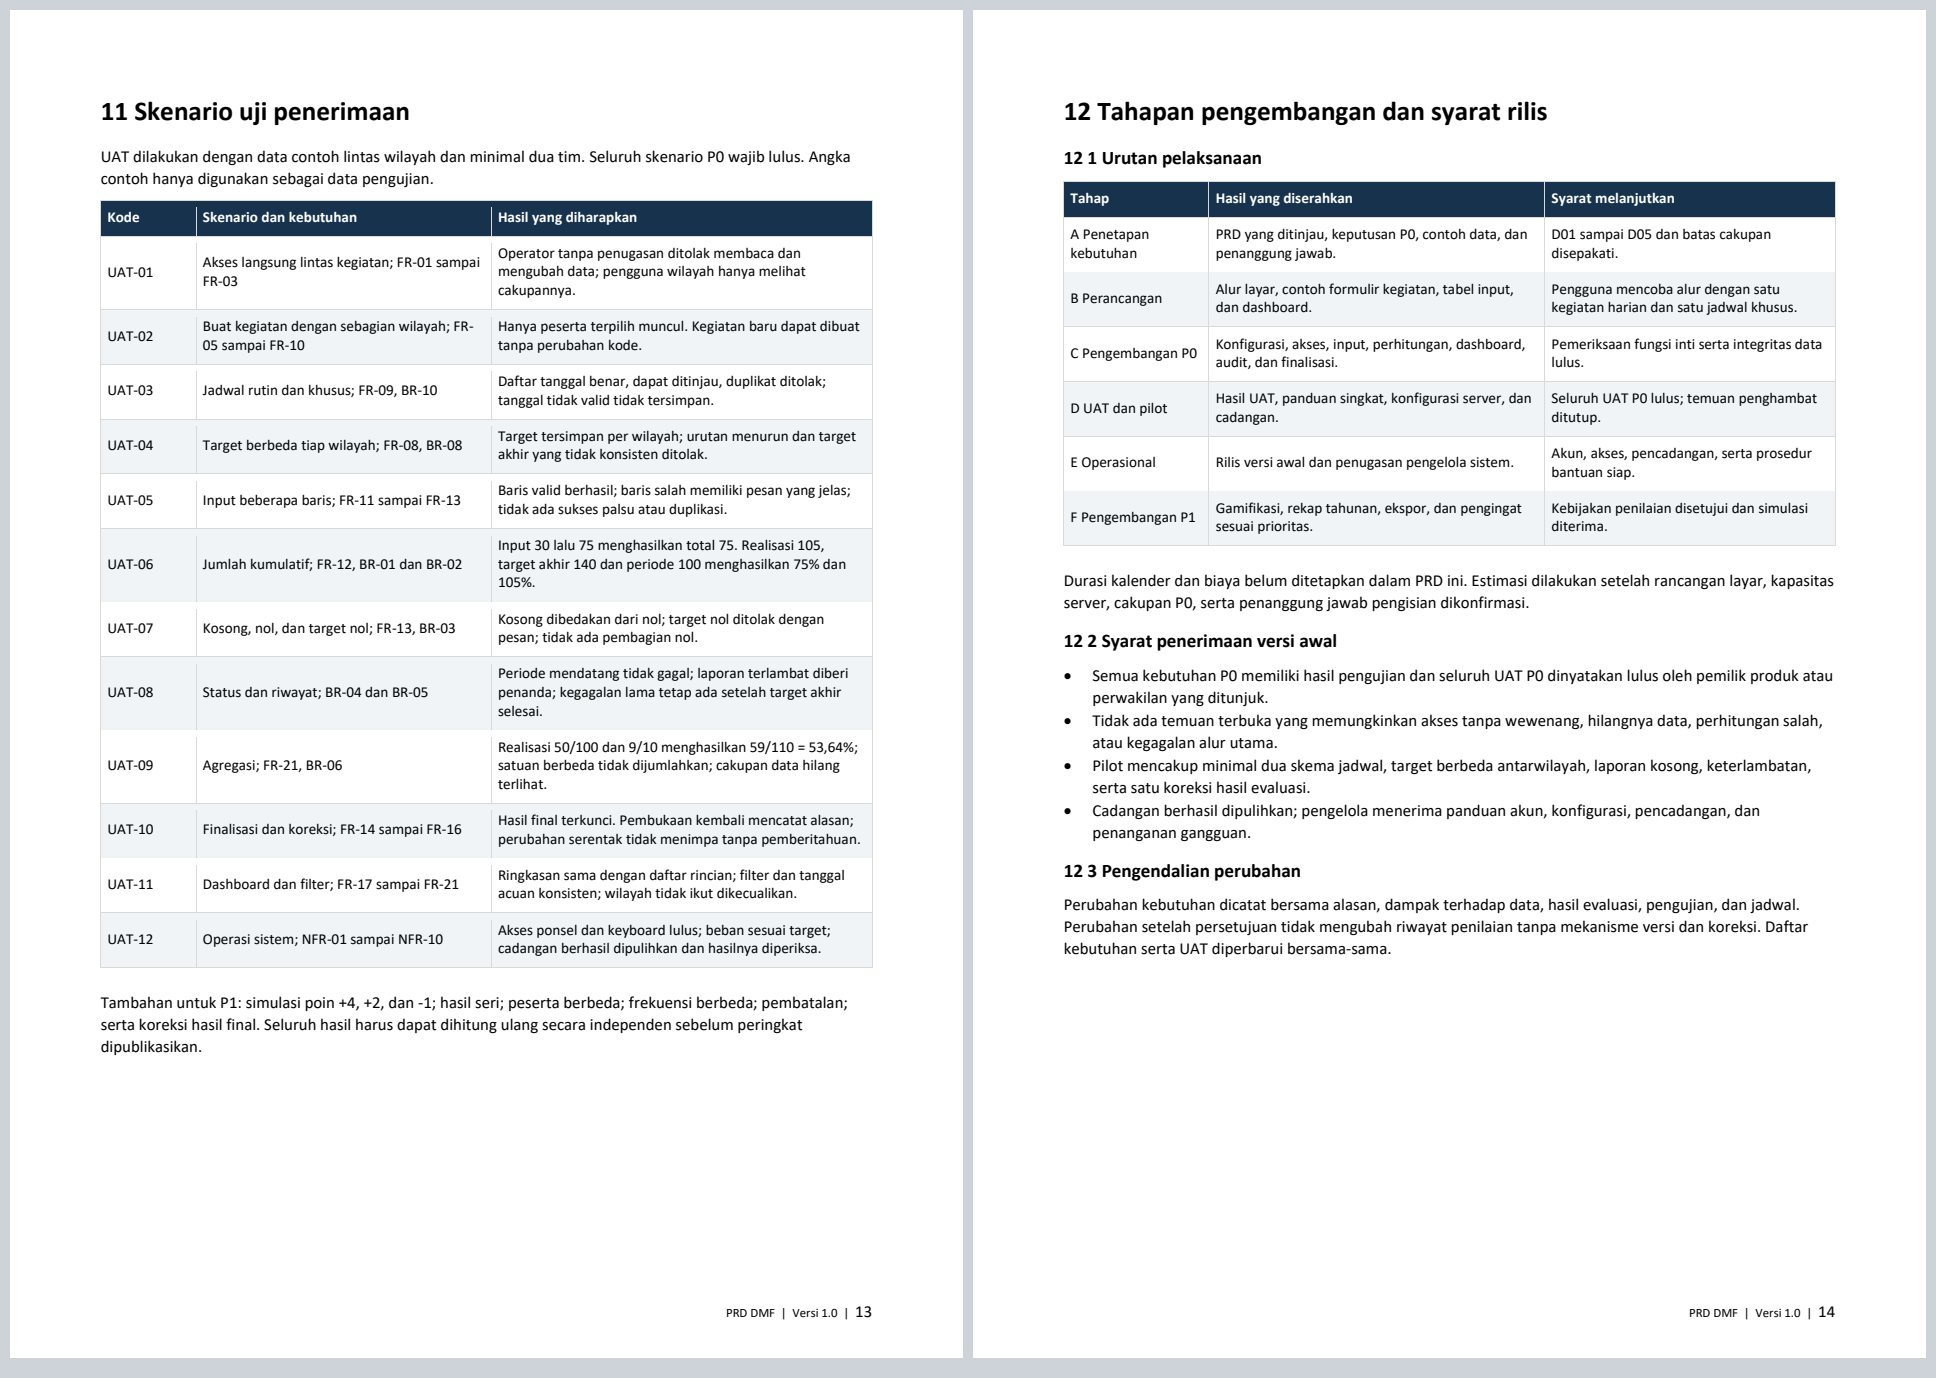 11 Skenario uji penerimaan
UAT dilakukan dengan data contoh lintas wilayah dan minimal dua tim. Seluruh skenario P0 wajib lulus. Angka
contoh hanya digunakan sebagai data pengujian.
Kode
Skenario dan kebutuhan
Hasil yang diharapkan
UAT-01
Akses langsung lintas kegiatan; FR-01 sampai
FR-03
Operator tanpa penugasan ditolak membaca dan
mengubah data; pengguna wilayah hanya melihat
cakupannya.
UAT-02
Buat kegiatan dengan sebagian wilayah; FR-
05 sampai FR-10
Hanya peserta terpilih muncul. Kegiatan baru dapat dibuat
tanpa perubahan kode.
UAT-03
Jadwal rutin dan khusus; FR-09, BR-10
Daftar tanggal benar, dapat ditinjau, duplikat ditolak;
tanggal tidak valid tidak tersimpan.
UAT-04
Target berbeda tiap wilayah; FR-08, BR-08
Target tersimpan per wilayah; urutan menurun dan target
akhir yang tidak konsisten ditolak.
UAT-05
Input beberapa baris; FR-11 sampai FR-13
Baris valid berhasil; baris salah memiliki pesan yang jelas;
tidak ada sukses palsu atau duplikasi.
UAT-06
Jumlah kumulatif; FR-12, BR-01 dan BR-02
Input 30 lalu 75 menghasilkan total 75. Realisasi 105,
target akhir 140 dan periode 100 menghasilkan 75% dan
105%.
UAT-07
Kosong, nol, dan target nol; FR-13, BR-03
Kosong dibedakan dari nol; target nol ditolak dengan
pesan; tidak ada pembagian nol.
UAT-08
Status dan riwayat; BR-04 dan BR-05
Periode mendatang tidak gagal; laporan terlambat diberi
penanda; kegagalan lama tetap ada setelah target akhir
selesai.
UAT-09
Agregasi; FR-21, BR-06
Realisasi 50/100 dan 9/10 menghasilkan 59/110 = 53,64%;
satuan berbeda tidak dijumlahkan; cakupan data hilang
terlihat.
UAT-10
Finalisasi dan koreksi; FR-14 sampai FR-16
Hasil final terkunci. Pembukaan kembali mencatat alasan;
perubahan serentak tidak menimpa tanpa pemberitahuan.
UAT-11
Dashboard dan filter; FR-17 sampai FR-21
Ringkasan sama dengan daftar rincian; filter dan tanggal
acuan konsisten; wilayah tidak ikut dikecualikan.
UAT-12
Operasi sistem; NFR-01 sampai NFR-10
Akses ponsel dan keyboard lulus; beban sesuai target;
cadangan berhasil dipulihkan dan hasilnya diperiksa.
Tambahan untuk P1: simulasi poin +4, +2, dan -1; hasil seri; peserta berbeda; frekuensi berbeda; pembatalan;
serta koreksi hasil final. Seluruh hasil harus dapat dihitung ulang secara independen sebelum peringkat
dipublikasikan.
PRD DMF | Versi 1.0 | 13
12 Tahapan pengembangan dan syarat rilis
12 1 Urutan pelaksanaan
Tahap
Hasil yang diserahkan
Syarat melanjutkan
A Penetapan
kebutuhan
PRD yang ditinjau, keputusan P0, contoh data, dan
penanggung jawab.
D01 sampai D05 dan batas cakupan
disepakati.
B Perancangan
Alur layar, contoh formulir kegiatan, tabel input,
dan dashboard.
Pengguna mencoba alur dengan satu
kegiatan harian dan satu jadwal khusus.
C Pengembangan P0
Konfigurasi, akses, input, perhitungan, dashboard,
audit, dan finalisasi.
Pemeriksaan fungsi inti serta integritas data
lulus.
D UAT dan pilot
Hasil UAT, panduan singkat, konfigurasi server, dan
cadangan.
Seluruh UAT P0 lulus; temuan penghambat
ditutup.
E Operasional
Rilis versi awal dan penugasan pengelola sistem.
Akun, akses, pencadangan, serta prosedur
bantuan siap.
F Pengembangan P1
Gamifikasi, rekap tahunan, ekspor, dan pengingat
sesuai prioritas.
Kebijakan penilaian disetujui dan simulasi
diterima.
Durasi kalender dan biaya belum ditetapkan dalam PRD ini. Estimasi dilakukan setelah rancangan layar, kapasitas
server, cakupan P0, serta penanggung jawab pengisian dikonfirmasi.
12 2 Syarat penerimaan versi awal
• Semua kebutuhan P0 memiliki hasil pengujian dan seluruh UAT P0 dinyatakan lulus oleh pemilik produk atau
perwakilan yang ditunjuk.
• Tidak ada temuan terbuka yang memungkinkan akses tanpa wewenang, hilangnya data, perhitungan salah,
atau kegagalan alur utama.
• Pilot mencakup minimal dua skema jadwal, target berbeda antarwilayah, laporan kosong, keterlambatan,
serta satu koreksi hasil evaluasi.
• Cadangan berhasil dipulihkan; pengelola menerima panduan akun, konfigurasi, pencadangan, dan
penanganan gangguan.
12 3 Pengendalian perubahan
Perubahan kebutuhan dicatat bersama alasan, dampak terhadap data, hasil evaluasi, pengujian, dan jadwal.
Perubahan setelah persetujuan tidak mengubah riwayat penilaian tanpa mekanisme versi dan koreksi. Daftar
kebutuhan serta UAT diperbarui bersama-sama.
PRD DMF | Versi 1.0 | 14